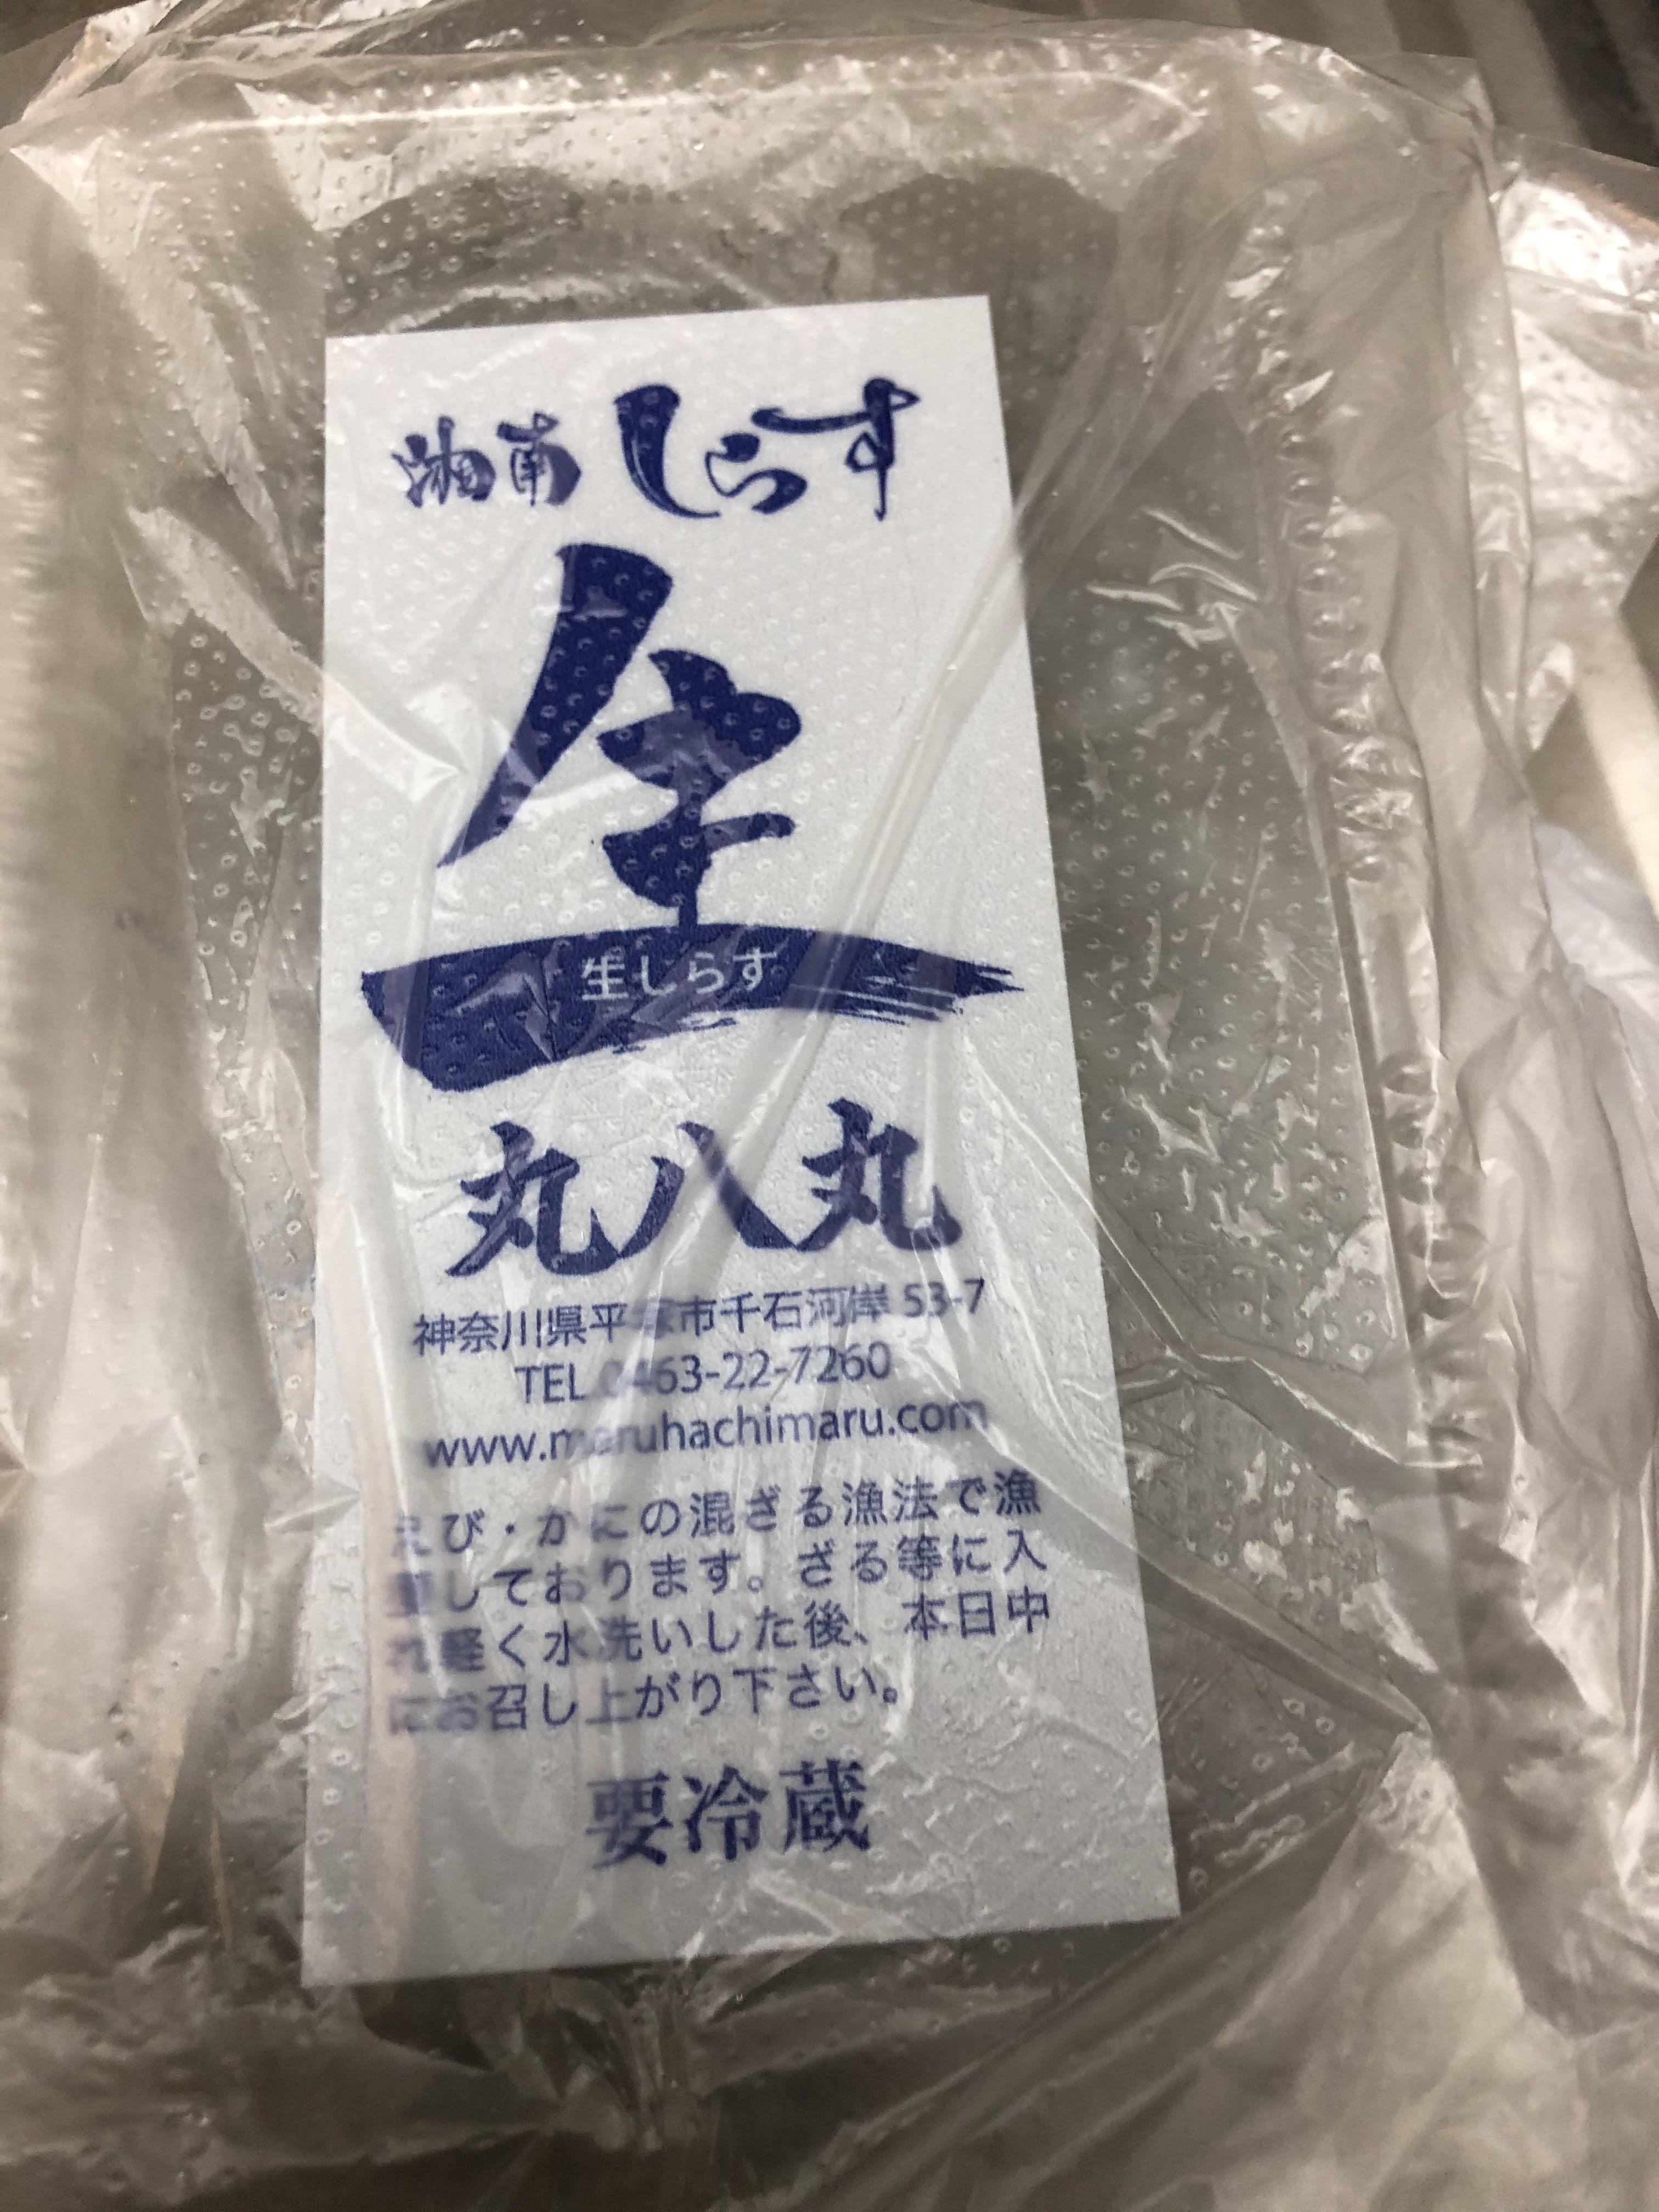 湘南しらす
生
生しらす
丸八丸
神奈川県平塚市千石河岸 53-7
TEL 0463-22-7260
www.maruhachimaru.com
えび・かにの混ざる漁法で漁
獲しております。ざる等に入
れ軽く水洗いした後、本日中
にお召し上がり下さい。
要冷蔵